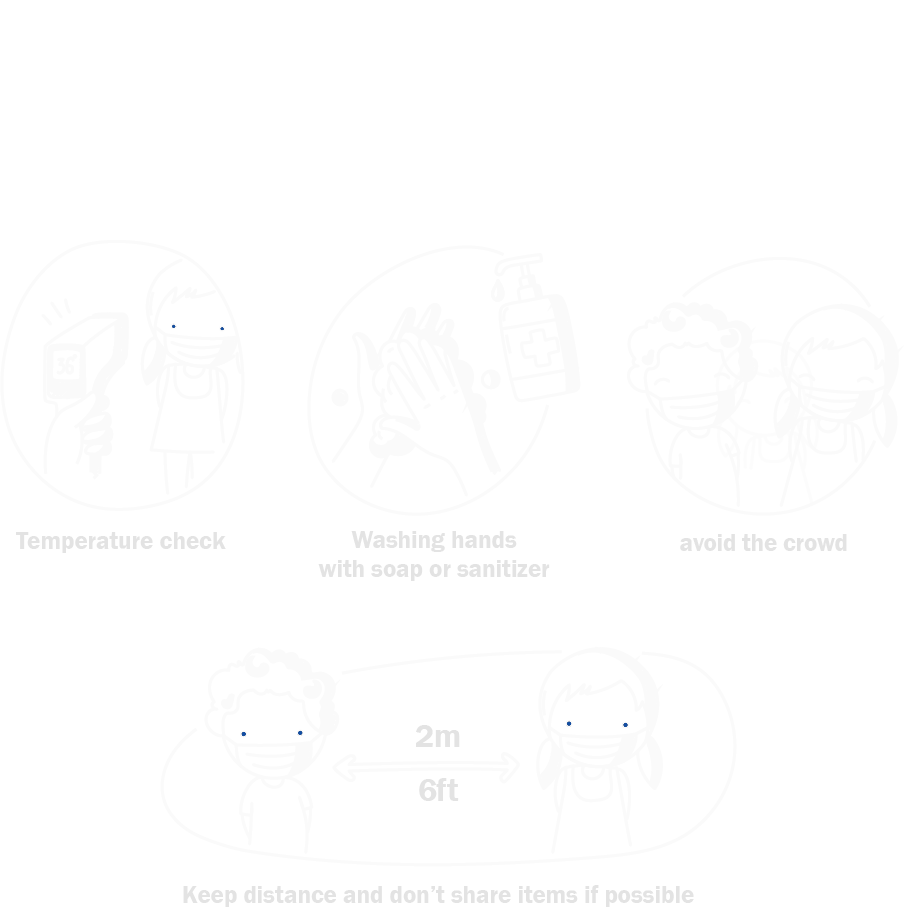 36°
Temperature check
Washing hands
with soap or sanitizer
avoid the crowd
2m
6ft
Keep distance and don’t share items if possible